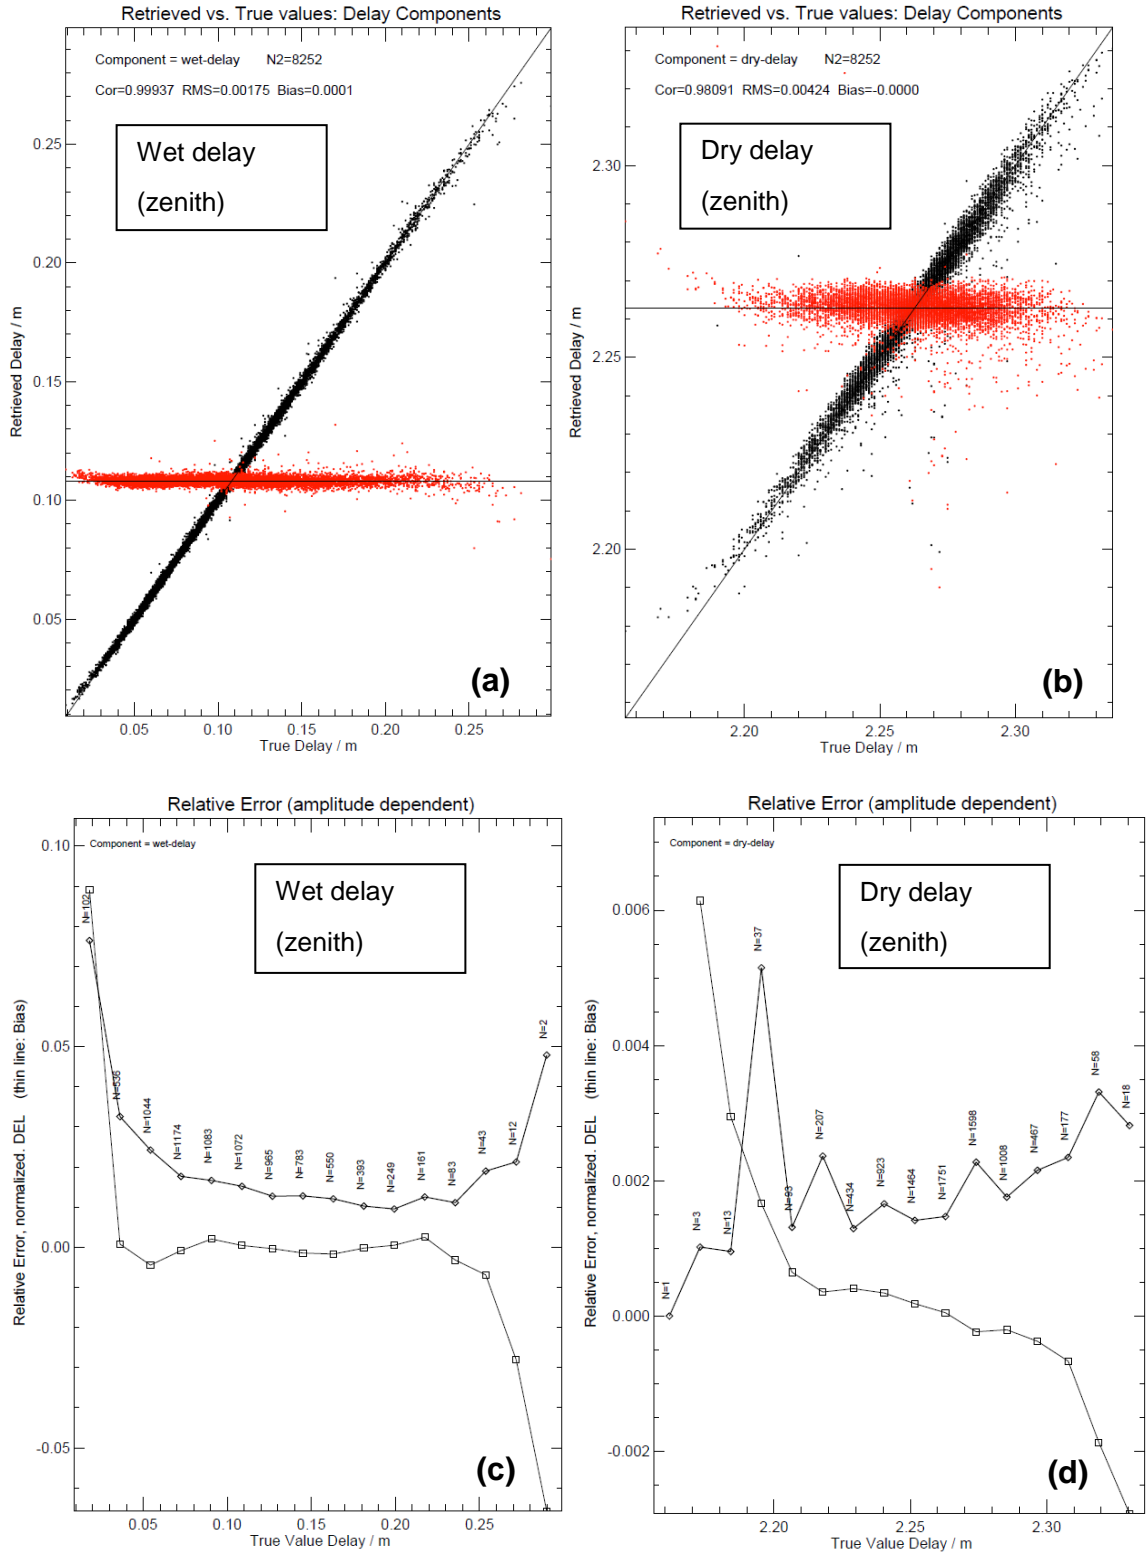 Retrieved vs. True values: Delay Components
Component = wet-delay N2=8252
Cor=0.99937 RMS=0.00175 Bias=0.0001
Wet delay
(zenith)
0.25
0.20
0.15
0.10
0.05
Retrieved Delay / m
(a)
0.05 0.10 0.15 0.20 0.25
True Delay / m
Retrieved vs. True values: Delay Components
Component = dry-delay N2=8252
Cor=0.98091 RMS=0.00424 Bias=-0.0000
Dry delay
(zenith)
2.30
2.25
2.20
Retrieved Delay / m
(b)
2.20 2.25 2.30
True Delay / m
Relative Error (amplitude dependent)
Component = wet-delay
Wet delay
(zenith)
0.10
0.05
0.00
-0.05
Relative Error, normalized. DEL (thin line: Bias)
N=102
N=536
N=1044
N=1174
N=1083
N=1072
N=965
N=783
N=550
N=393
N=249
N=161
N=83
N=43
N=12
N=2
(c)
0.05 0.10 0.15 0.20 0.25
True Value Delay / m
Relative Error (amplitude dependent)
Component = dry-delay
Dry delay
(zenith)
0.006
0.004
0.002
0.000
-0.002
Relative Error, normalized. DEL (thin line: Bias)
N=1
N=3
N=13
N=37
N=93
N=207
N=434
N=923
N=1464
N=1751
N=1598
N=1008
N=467
N=177
N=58
N=18
(d)
2.20 2.25 2.30
True Value Delay / m